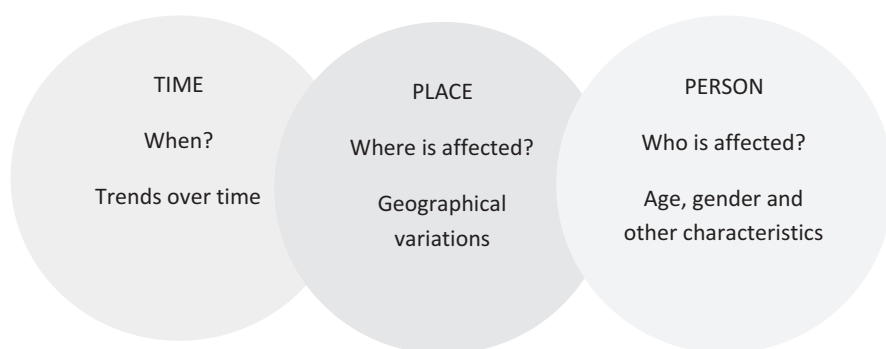 TIME
When?
Trends over time
PLACE
Where is affected?
Geographical
variations
PERSON
Who is affected?
Age, gender and
other characteristics